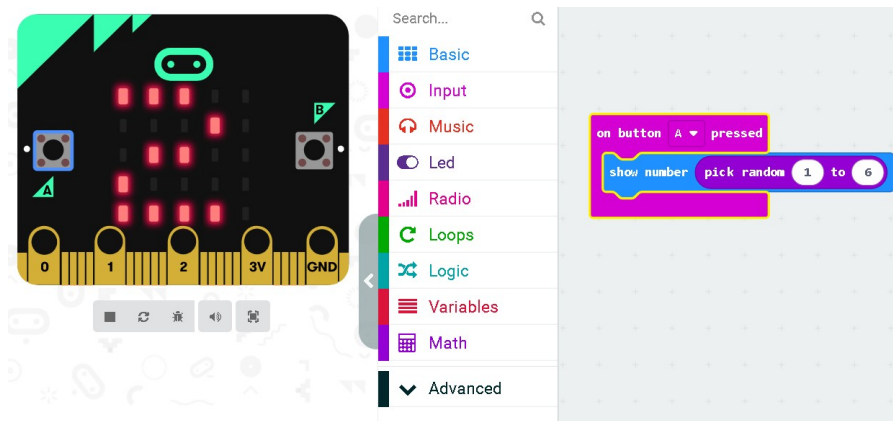 B
A
0 1 2 3V GND
Search...
Basic
Input
Music
Led
Radio
Loops
Logic
Variables
Math
Advanced
on button A pressed
show number pick random 1 to 6